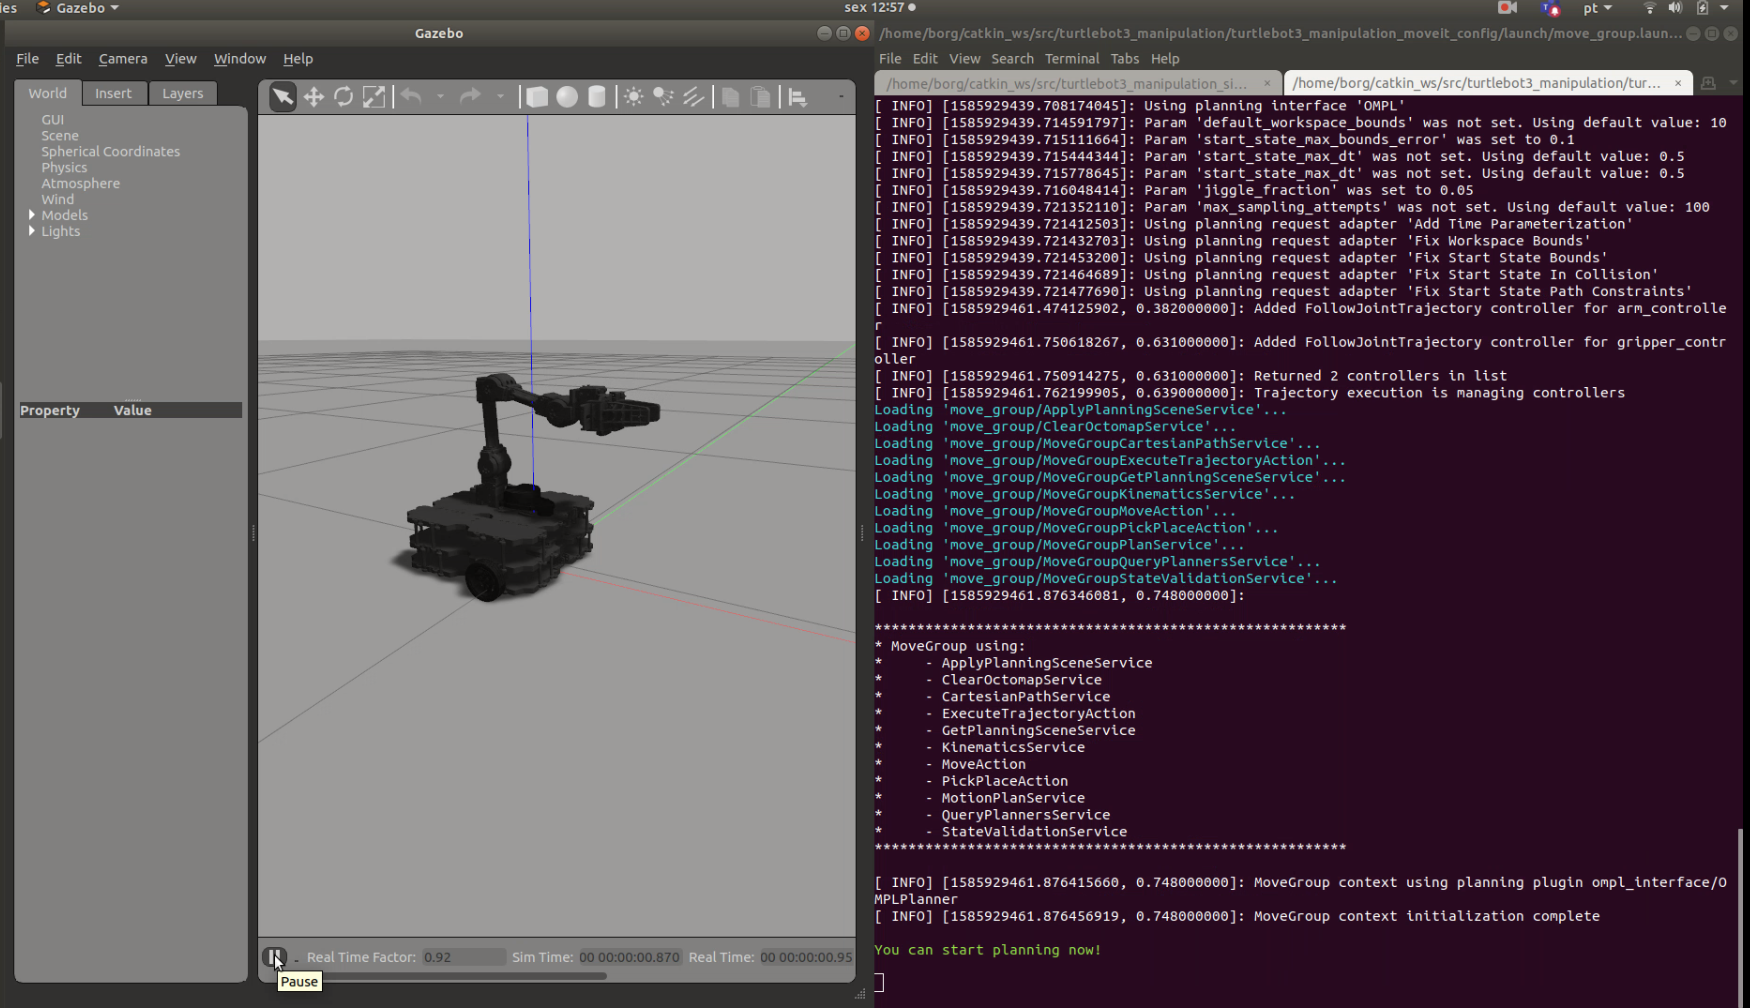 es Gazebo sex 12:57 pt
Gazebo
File Edit Camera View Window Help
World Insert Layers
GUI
Scene
Spherical Coordinates
Physics
Atmosphere
Wind
Models
Lights
Property Value
Real Time Factor: 0.92 Sim Time: 00 00:00:00.870 Real Time: 00 00:00:00.95
Pause
/home/borg/catkin_ws/src/turtlebot3_manipulation/turtlebot3_manipulation_moveit_config/launch/move_group.laun...
File Edit View Search Terminal Tabs Help
/home/borg/catkin_ws/src/turtlebot3_manipulation_si... × /home/borg/catkin_ws/src/turtlebot3_manipulation/tur... ×
[ INFO] [1585929439.708174045]: Using planning interface 'OMPL'
[ INFO] [1585929439.714591797]: Param 'default_workspace_bounds' was not set. Using default value: 10
[ INFO] [1585929439.715111664]: Param 'start_state_max_bounds_error' was set to 0.1
[ INFO] [1585929439.715444344]: Param 'start_state_max_dt' was not set. Using default value: 0.5
[ INFO] [1585929439.715778645]: Param 'start_state_max_dt' was not set. Using default value: 0.5
[ INFO] [1585929439.716048414]: Param 'jiggle_fraction' was set to 0.05
[ INFO] [1585929439.721352110]: Param 'max_sampling_attempts' was not set. Using default value: 100
[ INFO] [1585929439.721412503]: Using planning request adapter 'Add Time Parameterization'
[ INFO] [1585929439.721432703]: Using planning request adapter 'Fix Workspace Bounds'
[ INFO] [1585929439.721453200]: Using planning request adapter 'Fix Start State Bounds'
[ INFO] [1585929439.721464689]: Using planning request adapter 'Fix Start State In Collision'
[ INFO] [1585929439.721477690]: Using planning request adapter 'Fix Start State Path Constraints'
[ INFO] [1585929461.474125902, 0.382000000]: Added FollowJointTrajectory controller for arm_controlle
r
[ INFO] [1585929461.750618267, 0.631000000]: Added FollowJointTrajectory controller for gripper_contr
oller
[ INFO] [1585929461.750914275, 0.631000000]: Returned 2 controllers in list
[ INFO] [1585929461.762199905, 0.639000000]: Trajectory execution is managing controllers
Loading 'move_group/ApplyPlanningSceneService'...
Loading 'move_group/ClearOctomapService'...
Loading 'move_group/MoveGroupCartesianPathService'...
Loading 'move_group/MoveGroupExecuteTrajectoryAction'...
Loading 'move_group/MoveGroupGetPlanningSceneService'...
Loading 'move_group/MoveGroupKinematicsService'...
Loading 'move_group/MoveGroupMoveAction'...
Loading 'move_group/MoveGroupPickPlaceAction'...
Loading 'move_group/MoveGroupPlanService'...
Loading 'move_group/MoveGroupQueryPlannersService'...
Loading 'move_group/MoveGroupStateValidationService'...
[ INFO] [1585929461.876346081, 0.748000000]:
********************************************************
* MoveGroup using:
* - ApplyPlanningSceneService
* - ClearOctomapService
* - CartesianPathService
* - ExecuteTrajectoryAction
* - GetPlanningSceneService
* - KinematicsService
* - MoveAction
* - PickPlaceAction
* - MotionPlanService
* - QueryPlannersService
* - StateValidationService
********************************************************
[ INFO] [1585929461.876415660, 0.748000000]: MoveGroup context using planning plugin ompl_interface/O
MPLPlanner
[ INFO] [1585929461.876456919, 0.748000000]: MoveGroup context initialization complete
You can start planning now!